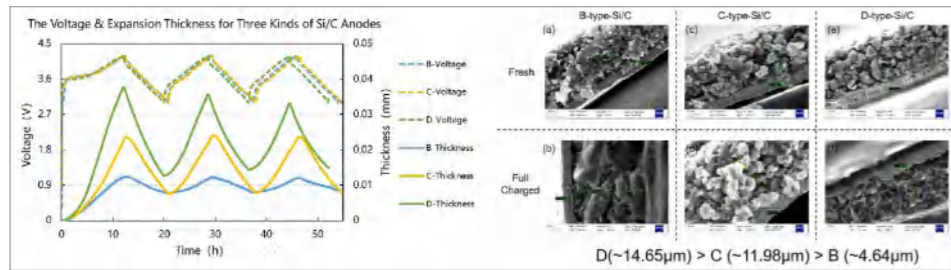 The Voltage & Expansion Thickness for Three Kinds of Si/C Anodes
4.5
3.6
2.7
1.8
0.9
0
Voltage (V)
0.05
0.04
0.03
0.02
0.01
0
Thickness (mm)
0 10 20 30 40 50
Time (h)
B-Voltage
C-Voltage
D-Voltage
B-Thickness
C-Thickness
D-Thickness
B-type-Si/C C-type-Si/C D-type-Si/C
Fresh
(a) (c) (e)
Full
Charged
(b)
D(~14.65μm) > C (~11.98μm) > B (~4.64μm)